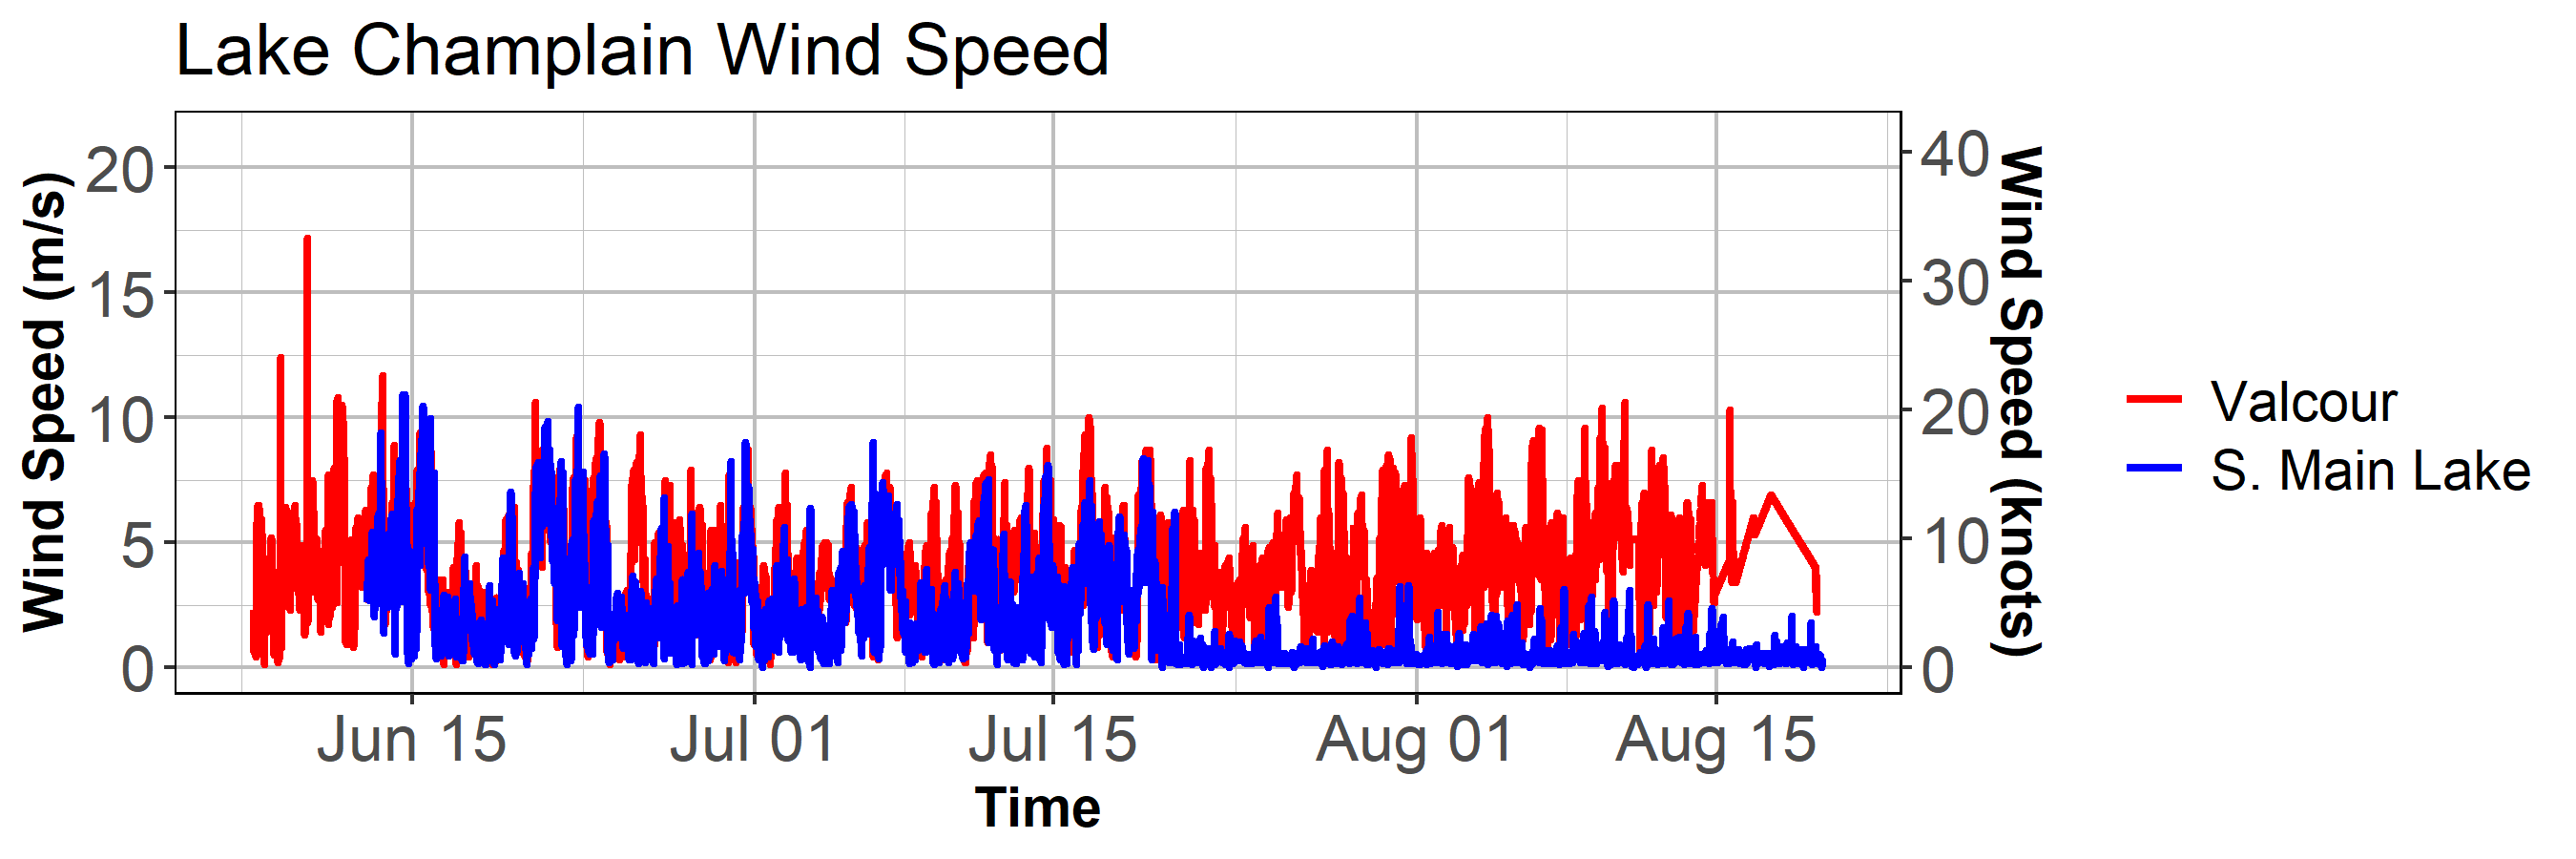 Lake Champlain Wind Speed
Wind Speed (m/s)
20
15
10
5
0
40
30
20
10
0
Wind Speed (knots)
Jun 15
Jul 01
Jul 15
Aug 01
Aug 15
Time
Valcour
S. Main Lake